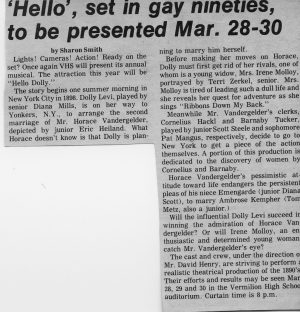 'Hello', set in gay nineties,
to be presented Mar. 28-30
by Sharon Smith
Lights! Cameras! Action! Ready on the
set? Once again VHS will present its annual
musical. The attraction this year will be
"Hello Dolly."
The story begins one summer morning in
New York City in 1898. Dolly Levi, played by
senior Diana Mills, is on her way to
Yonkers, N.Y., to arrange the second
marriage of Mr. Horace Vandergelder,
depicted by junior Eric Heiland. What
Horace doesn't know is that Dolly is plan-
ning to marry him herself.
Before making her moves on Horace,
Dolly must first get rid of her rivals, one of
whom is a young widow, Mrs. Irene Molloy,
portrayed by Terri Zerkel, senior. Mrs.
Molloy is tired of leading such a dull life and
she reveals her quest for adventure as she
sings "Ribbons Down My Back."
Meanwhile Mr. Vandergelder's clerks,
Cornelius Hackl and Barnaby Tucker,
played by junior Scott Steele and sophomore
Pat Mangus, respectively, decide to go to
New York to get a piece of the action
themselves. A portion of this production is
dedicated to the discovery of women by
Cornelius and Barnaby.
Horace Vandergelder's pessimistic at-
titude toward life endangers the persistent
pleas of his niece Emengarde (junior Diana
Scott), to marry Ambrose Kemper (Tom
Metz, also a junior.)
Will the influential Dolly Levi succeed in
winning the admiration of Horace Van-
dergelder? Or will Irene Molloy, an en-
thusiastic and determined young woman
catch Mr. Vandergelder's eye?
The cast and crew, under the direction of
Mr. David Henry, are striving to perform a
realistic theatrical production of the 1890's.
Their efforts and results may be seen Mar.
28, 29 and 30 in the Vermilion High School
auditorium. Curtain time is 8 p.m.